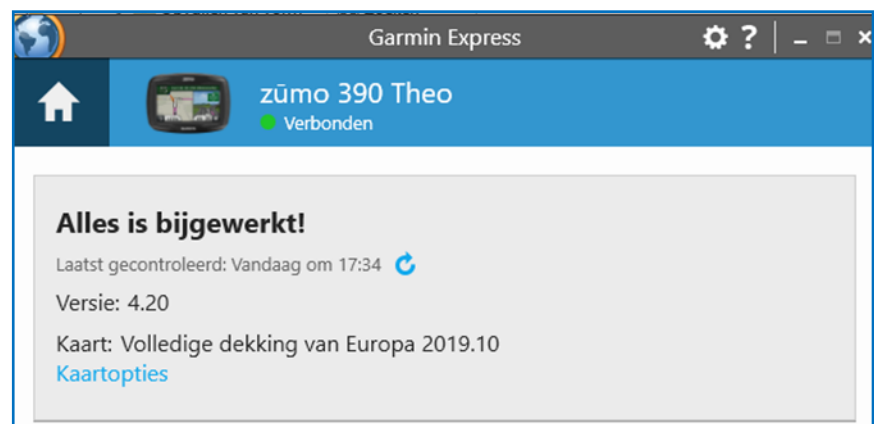 Garmin Express
?
zūmo 390 Theo
Verbonden
Alles is bijgewerkt!
Laatst gecontroleerd: Vandaag om 17:34
Versie: 4.20
Kaart: Volledige dekking van Europa 2019.10
Kaartopties